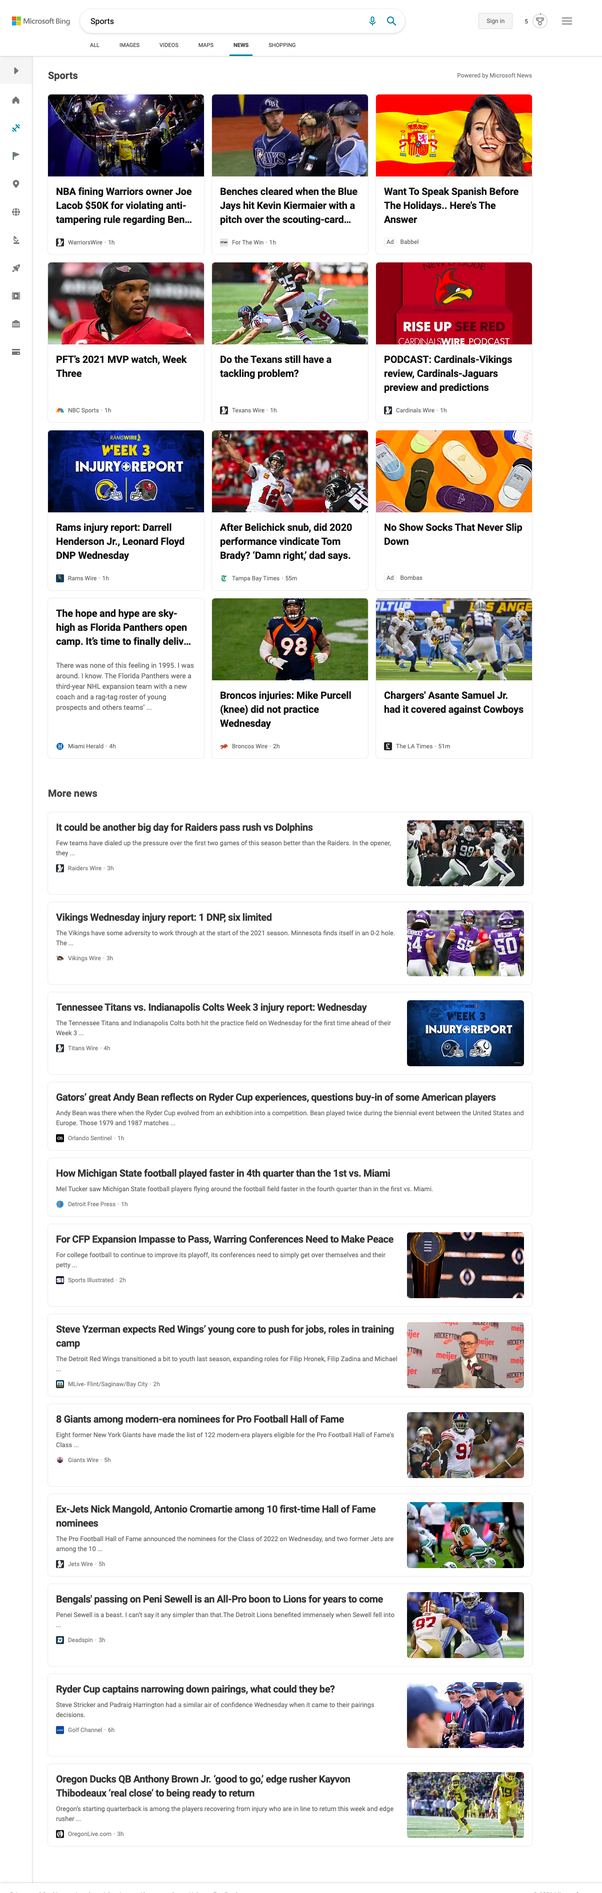 Microsoft Bing
Sports
Sign in
5
ALL
IMAGES
VIDEOS
MAPS
NEWS
SHOPPING
Sports
Powered by Microsoft News
NBA fining Warriors owner Joe
Lacob $50K for violating anti-
tampering rule regarding Ben...
WarriorsWire · 1h
RAYS
Benches cleared when the Blue
Jays hit Kevin Kiermaier with a
pitch over the scouting-card...
For The Win · 1h
Want To Speak Spanish Before
The Holidays.. Here's The
Answer
Ad Babbel
PFT's 2021 MVP watch, Week
Three
NBC Sports · 1h
Do the Texans still have a
tackling problem?
Texans Wire · 1h
RISE UP SEE RED
CARDINALSWIRE PODCAST
PODCAST: Cardinals-Vikings
review, Cardinals-Jaguars
preview and predictions
Cardinals Wire · 1h
RAMSWIRE
WEEK 3
INJURY+REPORT
Rams injury report: Darrell
Henderson Jr., Leonard Floyd
DNP Wednesday
Rams Wire · 1h
12
After Belichick snub, did 2020
performance vindicate Tom
Brady? 'Damn right,' dad says.
Tampa Bay Times · 55m
No Show Socks That Never Slip
Down
Ad Bombas
The hope and hype are sky-
high as Florida Panthers open
camp. It's time to finally deliv...
There was none of this feeling in 1995. I was
around. I know. The Florida Panthers were a
third-year NHL expansion team with a new
coach and a rag-tag roster of young
prospects and others teams' ...
Miami Herald · 4h
98
Broncos injuries: Mike Purcell
(knee) did not practice
Wednesday
Broncos Wire · 2h
Chargers' Asante Samuel Jr.
had it covered against Cowboys
The LA Times · 51m
More news
It could be another big day for Raiders pass rush vs Dolphins
Few teams have dialed up the pressure over the first two games of this season better than the Raiders. In the opener,
they ...
Raiders Wire · 3h
Vikings Wednesday injury report: 1 DNP, six limited
The Vikings have some adversity to work through at the start of the 2021 season. Minnesota finds itself in an 0-2 hole.
The ...
Vikings Wire · 3h
54
55
50
Tennessee Titans vs. Indianapolis Colts Week 3 injury report: Wednesday
The Tennessee Titans and Indianapolis Colts both hit the practice field on Wednesday for the first time ahead of their
Week 3 ...
Titans Wire · 4h
WEEK 3
INJURY+REPORT
Gators' great Andy Bean reflects on Ryder Cup experiences, questions buy-in of some American players
Andy Bean was there when the Ryder Cup evolved from an exhibition into a competition. Bean played twice during the biennial event between the United States and
Europe. Those 1979 and 1987 matches ...
Orlando Sentinel · 1h
How Michigan State football played faster in 4th quarter than the 1st vs. Miami
Mel Tucker saw Michigan State football players flying around the football field faster in the fourth quarter than in the first vs. Miami.
Detroit Free Press · 1h
For CFP Expansion Impasse to Pass, Warring Conferences Need to Make Peace
For college football to continue to improve its playoff, its conferences need to simply get over themselves and their
petty ...
Sports Illustrated · 2h
Steve Yzerman expects Red Wings' young core to push for jobs, roles in training
camp
The Detroit Red Wings transitioned a bit to youth last season, expanding roles for Filip Hronek, Filip Zadina and Michael
...
MLive- Flint/Saginaw/Bay City · 2h
meijer
8 Giants among modern-era nominees for Pro Football Hall of Fame
Eight former New York Giants have made the list of 122 modern-era players eligible for the Pro Football Hall of Fame's
Class ...
Giants Wire · 5h
Ex-Jets Nick Mangold, Antonio Cromartie among 10 first-time Hall of Fame
nominees
The Pro Football Hall of Fame announced the nominees for the Class of 2022 on Wednesday, and two former Jets are
among the 10 ...
Jets Wire · 5h
Bengals' passing on Peni Sewell is an All-Pro boon to Lions for years to come
Penei Sewell is a beast. I can't say it any simpler than that.The Detroit Lions benefited immensely when Sewell fell into
...
Deadspin · 3h
97
Ryder Cup captains narrowing down pairings, what could they be?
Steve Stricker and Padraig Harrington had a similar air of confidence Wednesday when it came to their pairings
decisions.
Golf Channel · 6h
Oregon Ducks QB Anthony Brown Jr. 'good to go,' edge rusher Kayvon
Thibodeaux 'real close' to being ready to return
Oregon's starting quarterback is among the players recovering from injury who are in line to return this week and edge
rusher ...
OregonLive.com · 3h